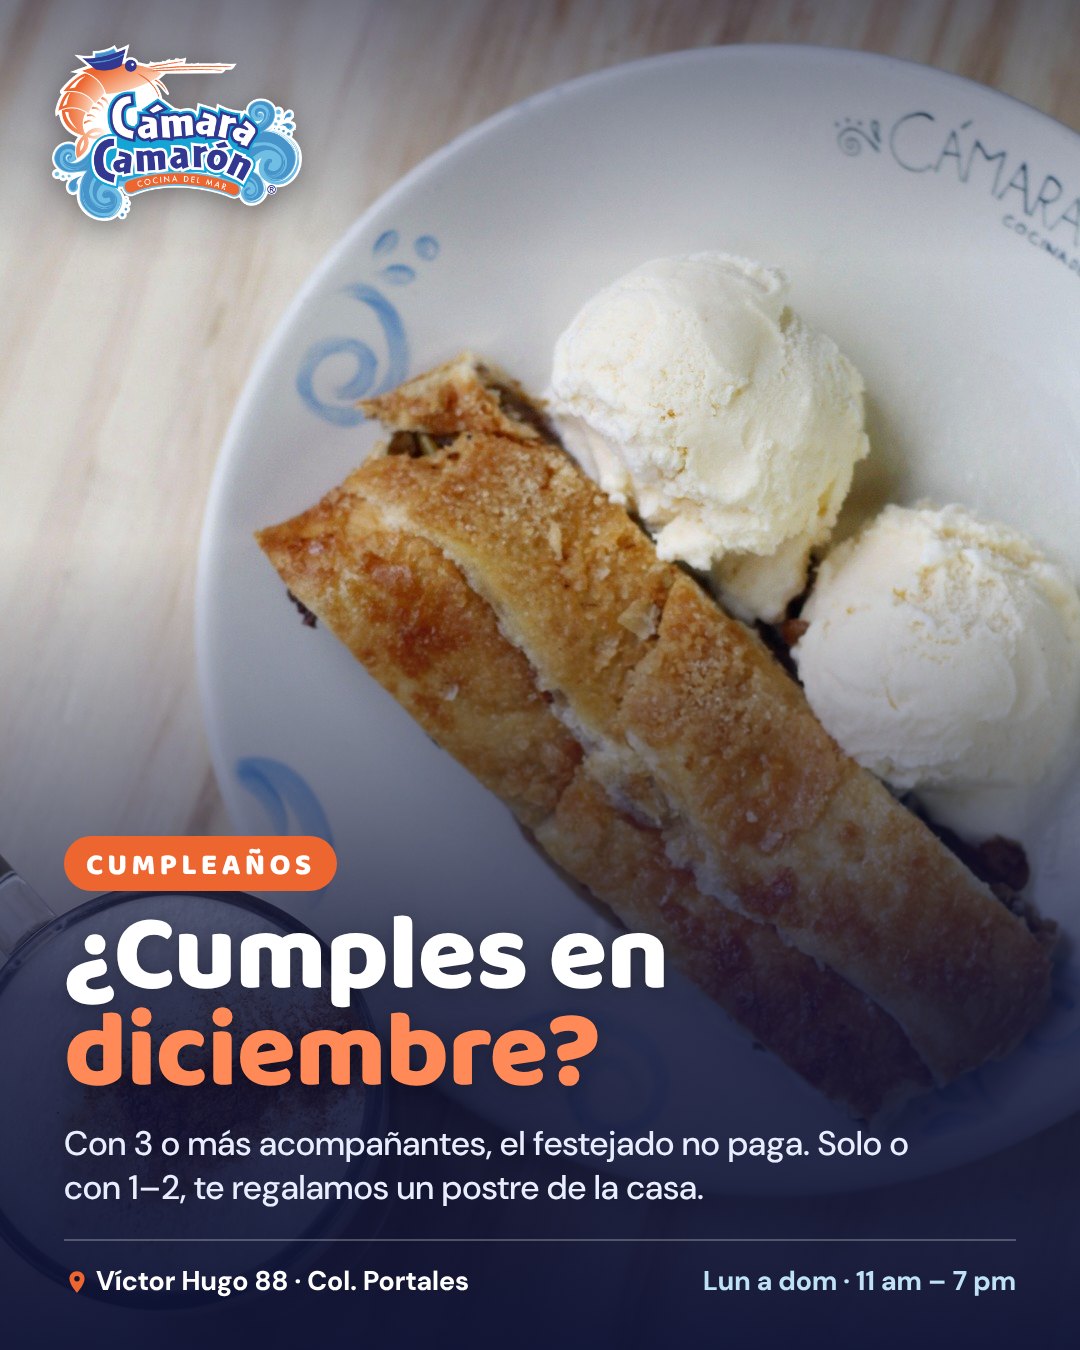 Cámara
Camarón
COCINA DEL MAR
®
CÁMARA
COCINA D
CUMPLEAÑOS
¿Cumples en
diciembre?
Con 3 o más acompañantes, el festejado no paga. Solo o
con 1–2, te regalamos un postre de la casa.
Víctor Hugo 88 · Col. Portales
Lun a dom · 11 am – 7 pm